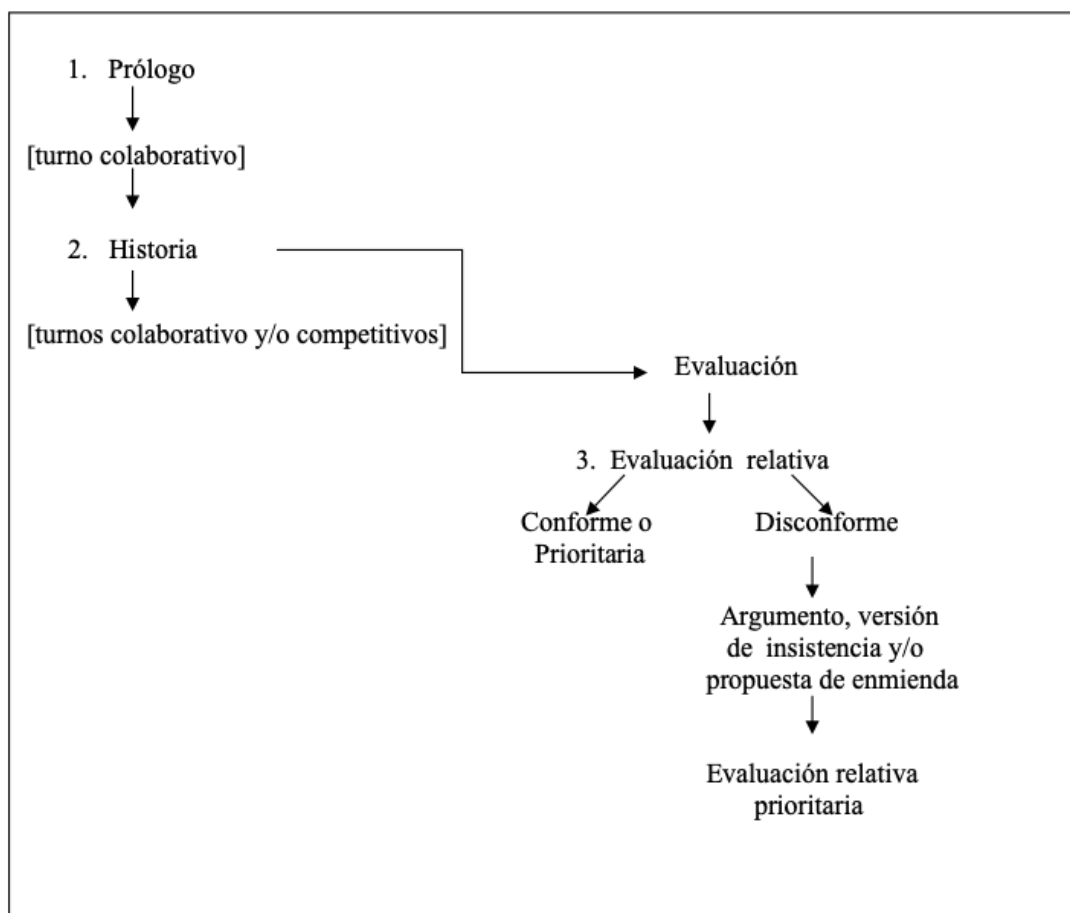 1. Prólogo
[turno colaborativo]
2. Historia
[turnos colaborativo y/o competitivos]
Evaluación
3. Evaluación relativa
Conforme o
Prioritaria
Disconforme
Argumento, versión
de insistencia y/o
propuesta de enmienda
Evaluación relativa
prioritaria